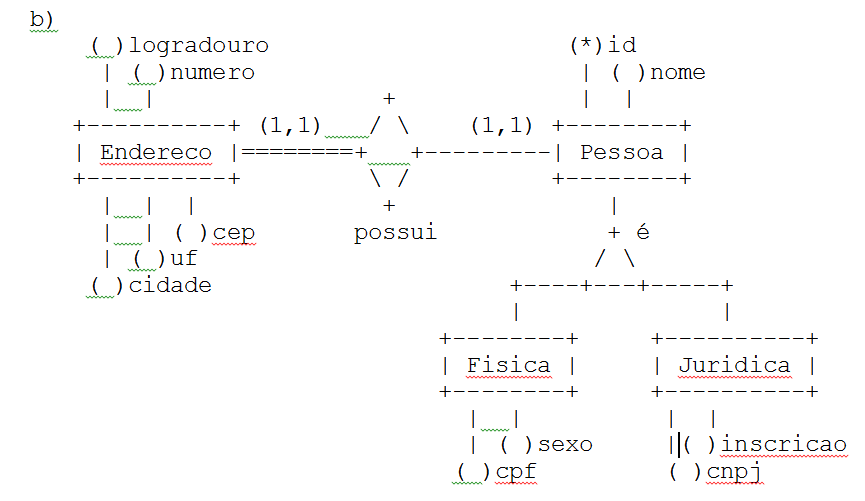 b)
( )logradouro (*)id
| ( )numero | ( )nome
| | + | |
+----------+ (1,1) / \ (1,1) +--------+
| Endereco |========+ +---------| Pessoa |
+----------+ \ / +--------+
| | | + |
| | ( )cep possui + é
| ( )uf / \
( )cidade +----+---+-----+
| |
+--------+ +----------+
| Fisica | | Juridica |
+--------+ +----------+
| | | |
| ( )sexo |( )inscricao
( )cpf ( )cnpj